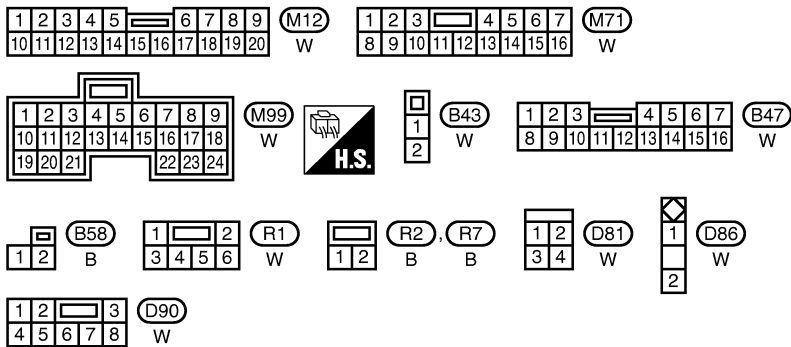 1 2 3 4 5 6 7 8 9 M12
10 11 12 13 14 15 16 17 18 19 20 W
1 2 3 4 5 6 7 M71
8 9 10 11 12 13 14 15 16 W
1 2 3 4 5 6 7 8 9 M99
10 11 12 13 14 15 16 17 18 W
19 20 21 22 23 24
H.S.
1 B43
2 W
1 2 3 4 5 6 7 B47
8 9 10 11 12 13 14 15 16 W
B58
1 2 B
1 2 R1
3 4 5 6 W
R2 , R7
1 2 B B
1 2 D81
3 4 W
1 D86
2 W
1 2 3 D90
4 5 6 7 8 W